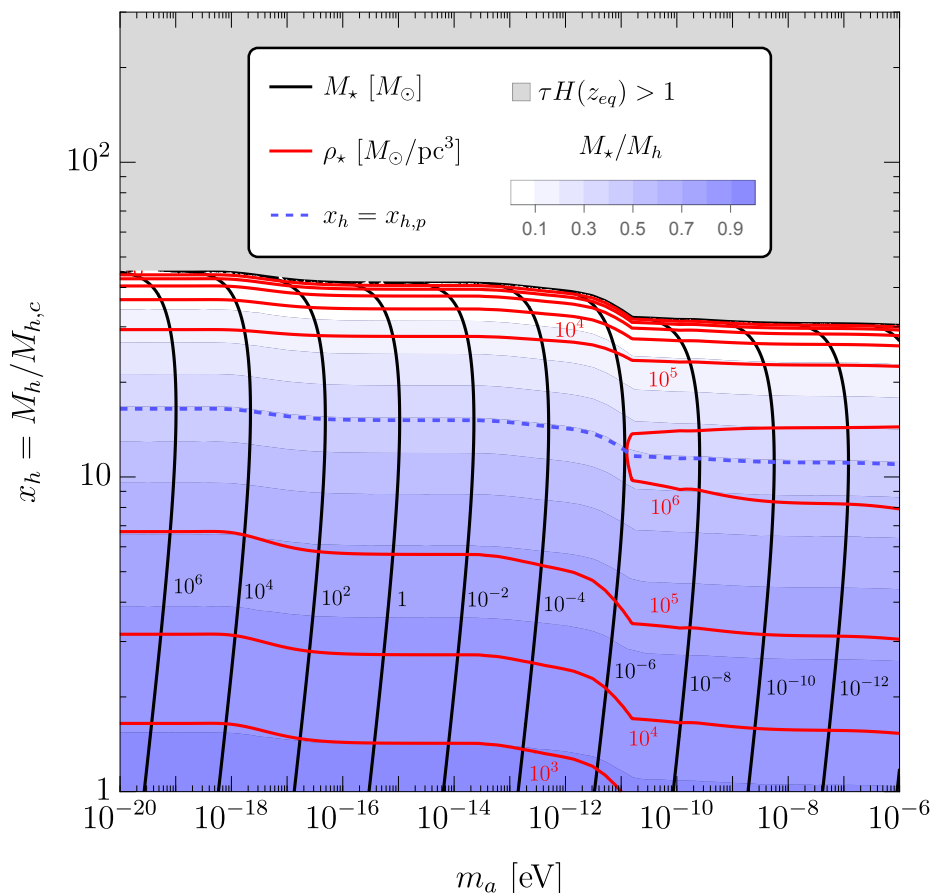 M⋆ [M⊙]
τH(z_eq) > 1
ρ⋆ [M⊙/pc³]
M⋆/M_h
x_h = x_{h,p}
0.1 0.3 0.5 0.7 0.9
10²
10
1
x_h = M_h/M_{h,c}
10⁴
10⁵
10⁶
10⁵
10⁴
10³
10⁶ 10⁴ 10² 1 10⁻² 10⁻⁴ 10⁻⁶ 10⁻⁸ 10⁻¹⁰ 10⁻¹²
10⁻²⁰ 10⁻¹⁸ 10⁻¹⁶ 10⁻¹⁴ 10⁻¹² 10⁻¹⁰ 10⁻⁸ 10⁻⁶
m_a [eV]